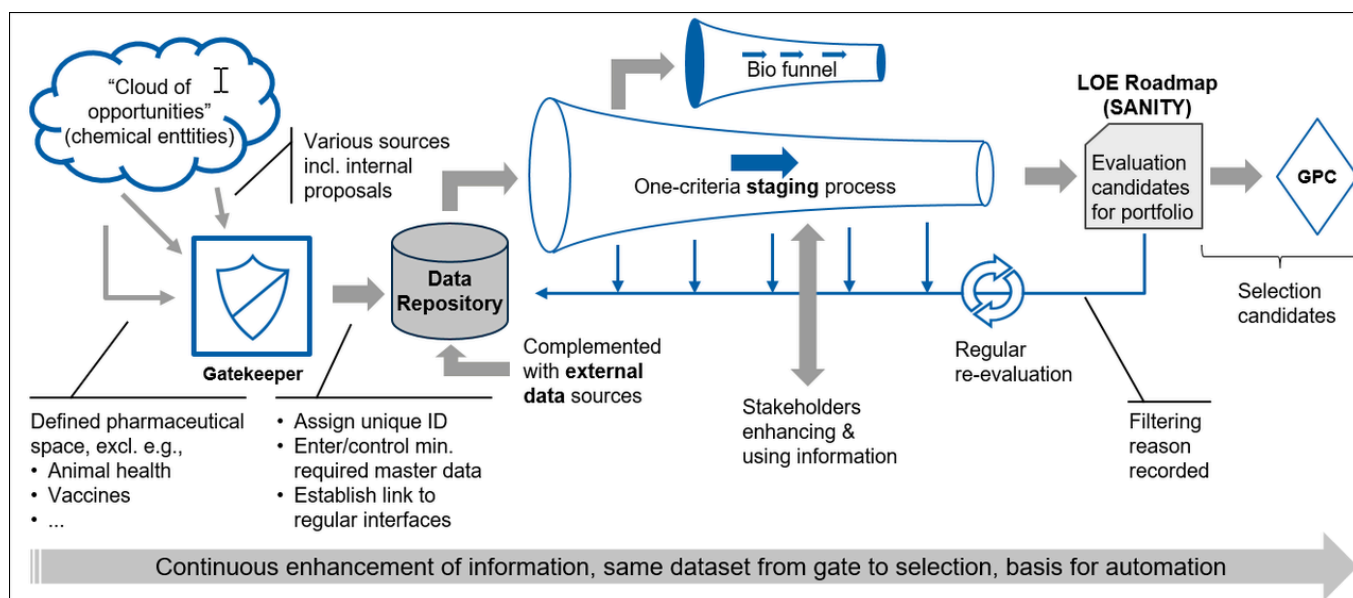 “Cloud of
opportunities”
(chemical enttities)
Various sources
incl. internal
proposals
Gatekeeper
Defined pharmaceutical
space, excl. e.g.,
• Animal health
• Vaccines
• ...
• Assign unique ID
• Enter/control min.
required master data
• Establish link to
regular interfaces
Data
Repository
Complemented
with external
data sources
Bio funnel
One-criteria staging process
Stakeholders
enhancing &
using information
Regular
re-evaluation
LOE Roadmap
(SANITY)
Evaluation
candidates
for portfolio
GPC
Selection
candidates
Filtering
reason
recorded
Continuous enhancement of information, same dataset from gate to selection, basis for automation